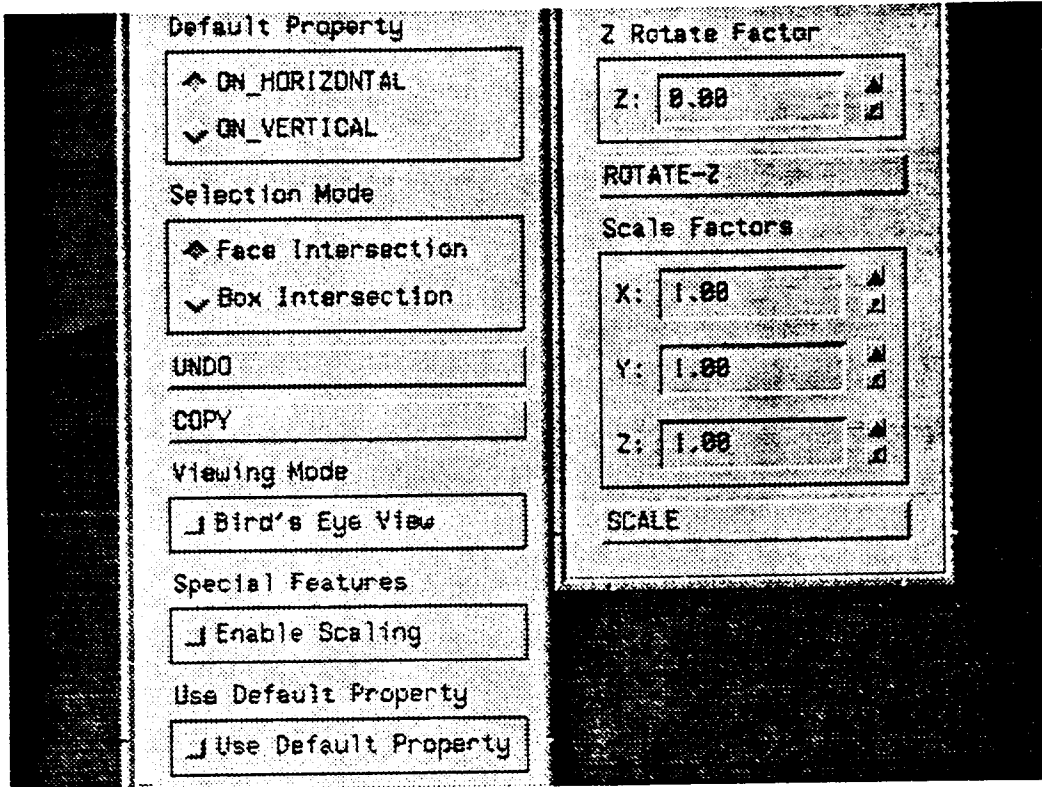 Default Property
ON_HORIZONTAL
ON_VERTICAL
Selection Mode
Face Intersection
Box Intersection
UNDO
COPY
Viewing Mode
Bird's Eye View
Special Features
Enable Scaling
Use Default Property
Use Default Property
Z Rotate Factor
Z: 0.00
ROTATE-Z
Scale Factors
X: 1.00
Y: 1.00
Z: 1.00
SCALE